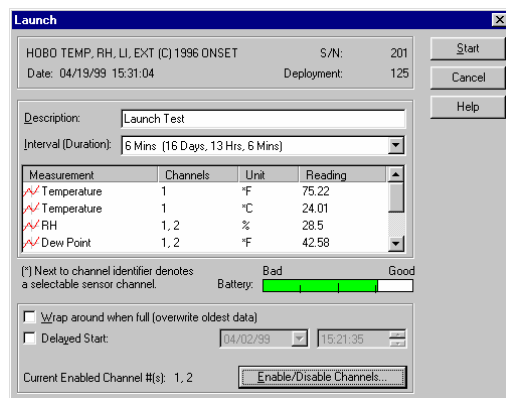 Launch
HOBO TEMP, RH, LI, EXT (C) 1996 ONSET S/N: 201
Date: 04/19/99 15:31:04 Deployment: 125
Start
Cancel
Help
Description: Launch Test
Interval (Duration): 6 Mins (16 Days, 13 Hrs, 6 Mins)
Measurement Channels Unit Reading
Temperature 1 °F 75.22
Temperature 1 °C 24.01
RH 1, 2 % 28.5
Dew Point 1, 2 °F 42.58
(*) Next to channel identifier denotes
a selectable sensor channel.
Bad Good
Battery:
Wrap around when full (overwrite oldest data)
Delayed Start: 04/02/99 15:21:35
Current Enabled Channel #(s): 1, 2 Enable/Disable Channels...